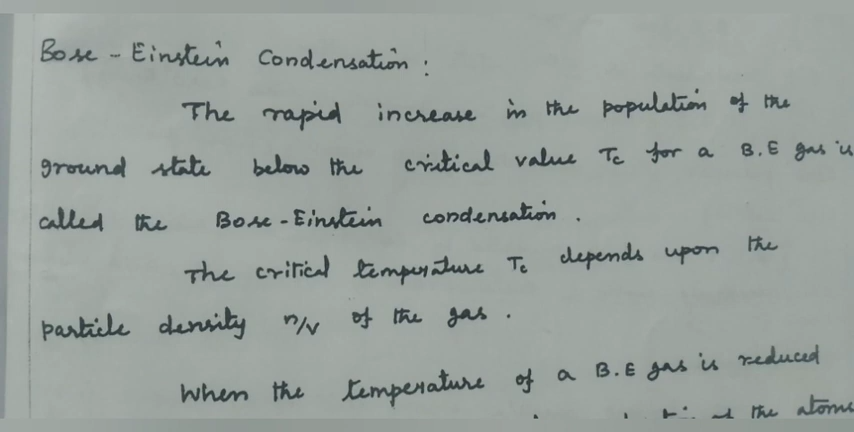 Bose - Einstein Condensation :
The rapid increase in the population of the
ground state below the critical value Tc for a B.E gas is
called the Bose - Einstein condensation .
The critical temperature Tc depends upon the
particle density n/v of the gas .
When the temperature of a B.E gas is reduced
the atoms